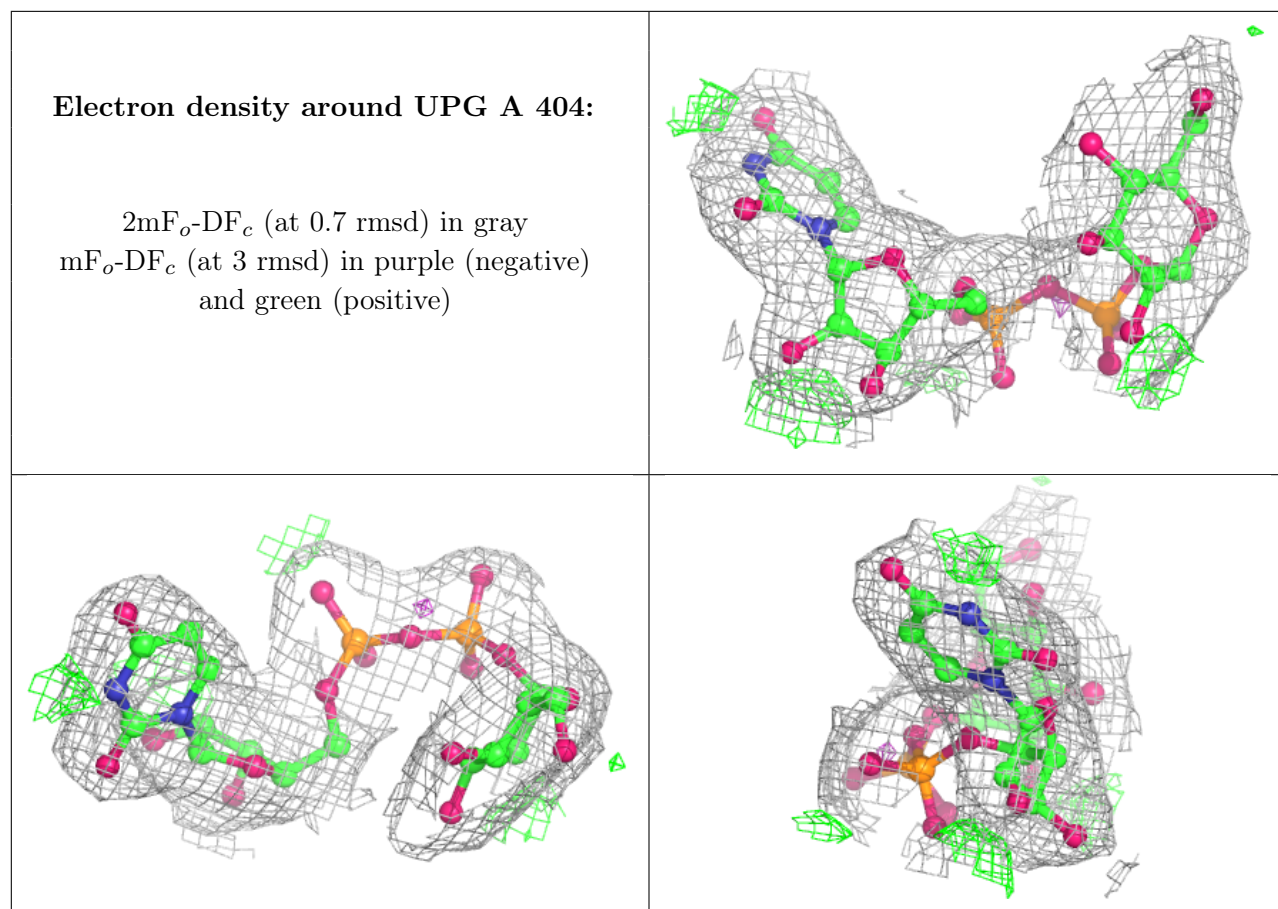 Electron density around UPG A 404:
2mFo-DFc (at 0.7 rmsd) in gray
mFo-DFc (at 3 rmsd) in purple (negative)
and green (positive)